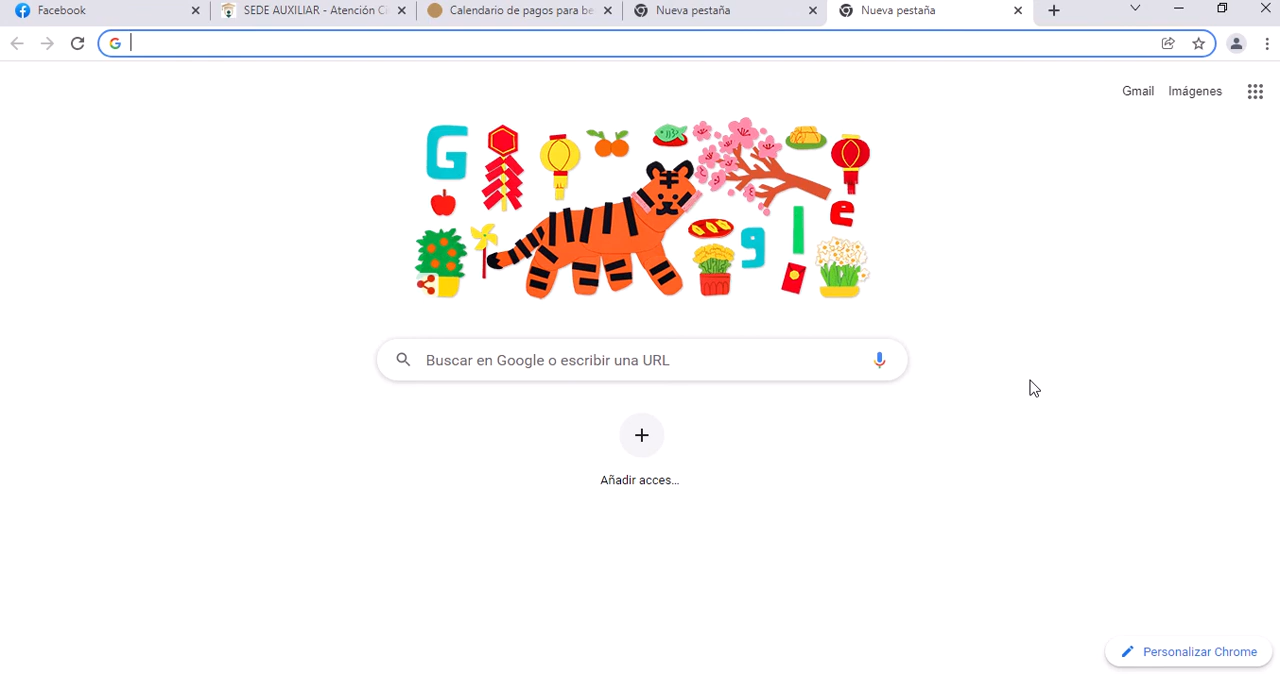 Facebook
SEDE AUXILIAR - Atención Ci
Calendario de pagos para be
Nueva pestaña
Nueva pestaña
G
Gmail
Imágenes
G
e
g
l
Buscar en Google o escribir una URL
Añadir acces...
Personalizar Chrome